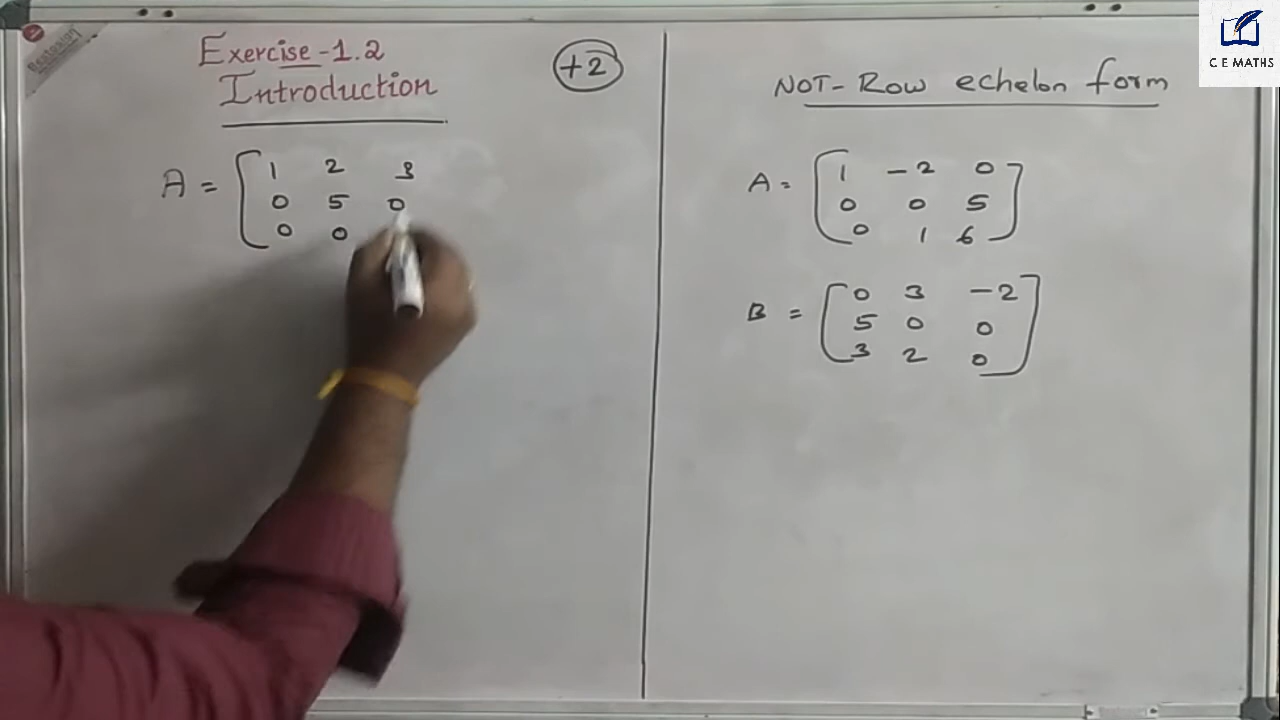 Exercise-1.2
Introduction
+2
A = [ 1 2 3
0 5 0
0 0
NOT- Row echelon form
A = [ 1 -2 0 ]
0 0 5
0 1 6
B = [ 0 3 -2 ]
5 0 0
3 2 0
C E MATHS